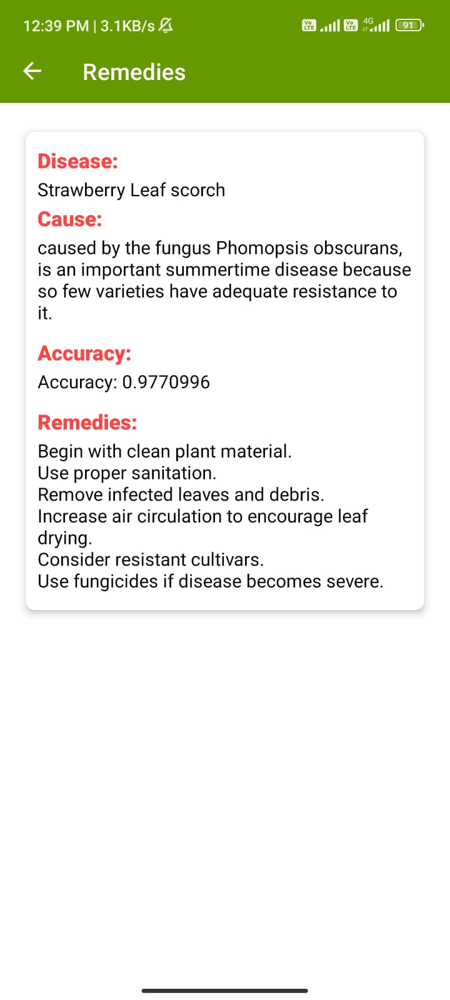 12:39 PM | 3.1KB/s Vo LTE Vo LTE 4G 91
Remedies
Disease:
Strawberry Leaf scorch
Cause:
caused by the fungus Phomopsis obscurans,
is an important summertime disease because
so few varieties have adequate resistance to
it.
Accuracy:
Accuracy: 0.9770996
Remedies:
Begin with clean plant material.
Use proper sanitation.
Remove infected leaves and debris.
Increase air circulation to encourage leaf
drying.
Consider resistant cultivars.
Use fungicides if disease becomes severe.